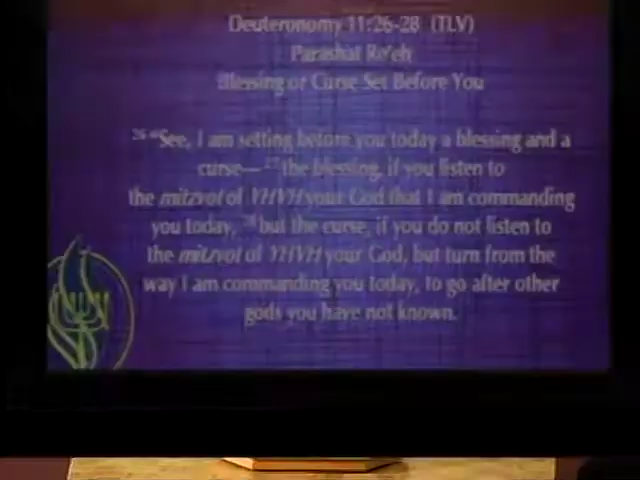 Deuteronomy 11:26-28 (TLV)
Parashat Re'eh
Blessing or Curse Set Before You
26 "See, I am setting before you today a blessing and a
curse— 27 the blessing, if you listen to
the mitzvot of YHVH your God that I am commanding
you today, 28 but the curse, if you do not listen to
the mitzvot of YHVH your God, but turn from the
way I am commanding you today, to go after other
gods you have not known.